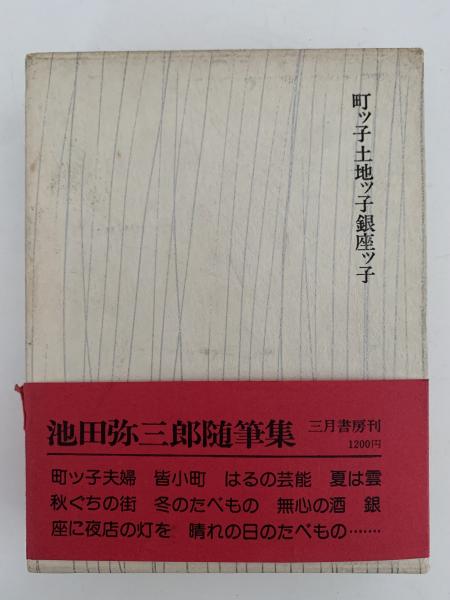 町ッ子土地ッ子銀座ッ子
池田弥三郎随筆集
三月書房刊
1200円
町ッ子夫婦 皆小町 はるの芸能 夏は雲
秋ぐちの街 冬のたべもの 無心の酒 銀
座に夜店の灯を 晴れの日のたべもの……